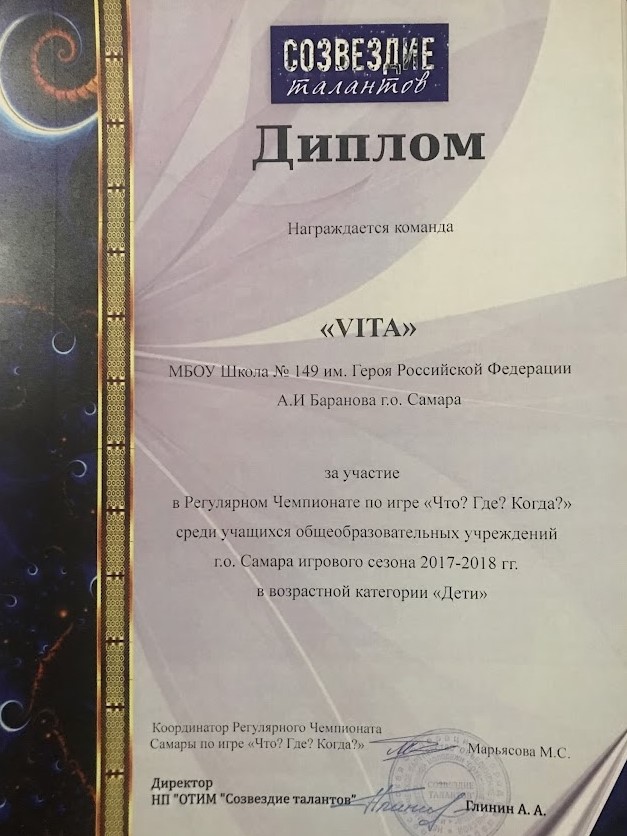 СОЗВЕЗДИЕ
талантов
Диплом
Награждается команда
«VITA»
МБОУ Школа № 149 им. Героя Российской Федерации
А.И Баранова г.о. Самара
за участие
в Регулярном Чемпионате по игре «Что? Где? Когда?»
среди учащихся общеобразовательных учреждений
г.о. Самара игрового сезона 2017-2018 гг.
в возрастной категории «Дети»
Координатор Регулярного Чемпионата
Самары по игре «Что? Где? Когда?»
Марьясова М.С.
Директор
НП "ОТИМ "Созвездие талантов"
Глинин А. А.
СОЗВЕЗДИЕ
ТАЛАНТОВ